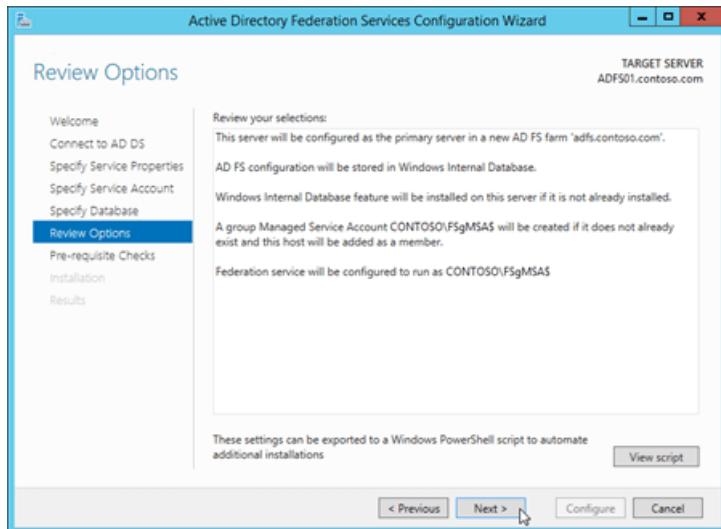 Active Directory Federation Services Configuration Wizard
Review Options
TARGET SERVER
ADFS01.contoso.com
Welcome
Connect to AD DS
Specify Service Properties
Specify Service Account
Specify Database
Review Options
Pre-requisite Checks
Installation
Results
Review your selections:
This server will be configured as the primary server in a new AD FS farm 'adfs.contoso.com'.
AD FS configuration will be stored in Windows Internal Database.
Windows Internal Database feature will be installed on this server if it is not already installed.
A group Managed Service Account CONTOSO\FSgMSA$ will be created if it does not already
exist and this host will be added as a member.
Federation service will be configured to run as CONTOSO\FSgMSA$
These settings can be exported to a Windows PowerShell script to automate
additional installations
View script
< Previous
Next >
Configure
Cancel